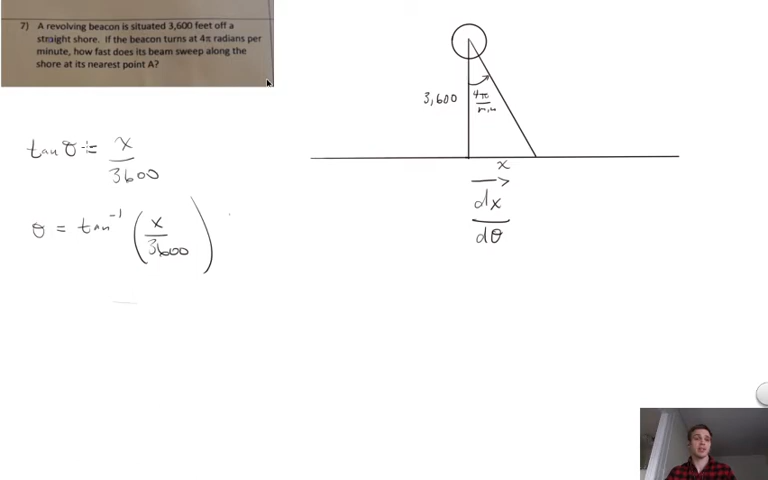 7) A revolving beacon is situated 3,600 feet off a
straight shore. If the beacon turns at 4π radians per
minute, how fast does its beam sweep along the
shore at its nearest point A?
3,600
4π/min
x
dx/dθ
tan θ = x/3600
θ = tan⁻¹ (x/3600)